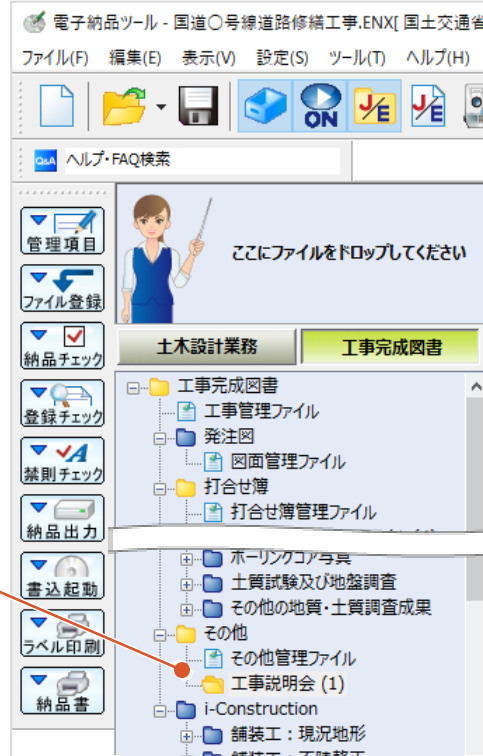 電子納品ツール - 国道〇号線道路修繕工事.ENX[ 国土交通省
ファイル(F) 編集(E) 表示(V) 設定(S) ツール(T) ヘルプ(H)
ON
J/E
J/E
Q&A ヘルプ・FAQ検索
管理項目
ファイル登録
納品チェック
登録チェック
禁則チェック
納品出力
書込起動
ラベル印刷
納品書
ここにファイルをドロップしてください
土木設計業務 工事完成図書
工事完成図書
工事管理ファイル
発注図
図面管理ファイル
打合せ簿
打合せ簿管理ファイル
ボーリングコア写真
土質試験及び地盤調査
その他の地質・土質調査成果
その他
その他管理ファイル
工事説明会 (1)
i-Construction
舗装工：現況地形